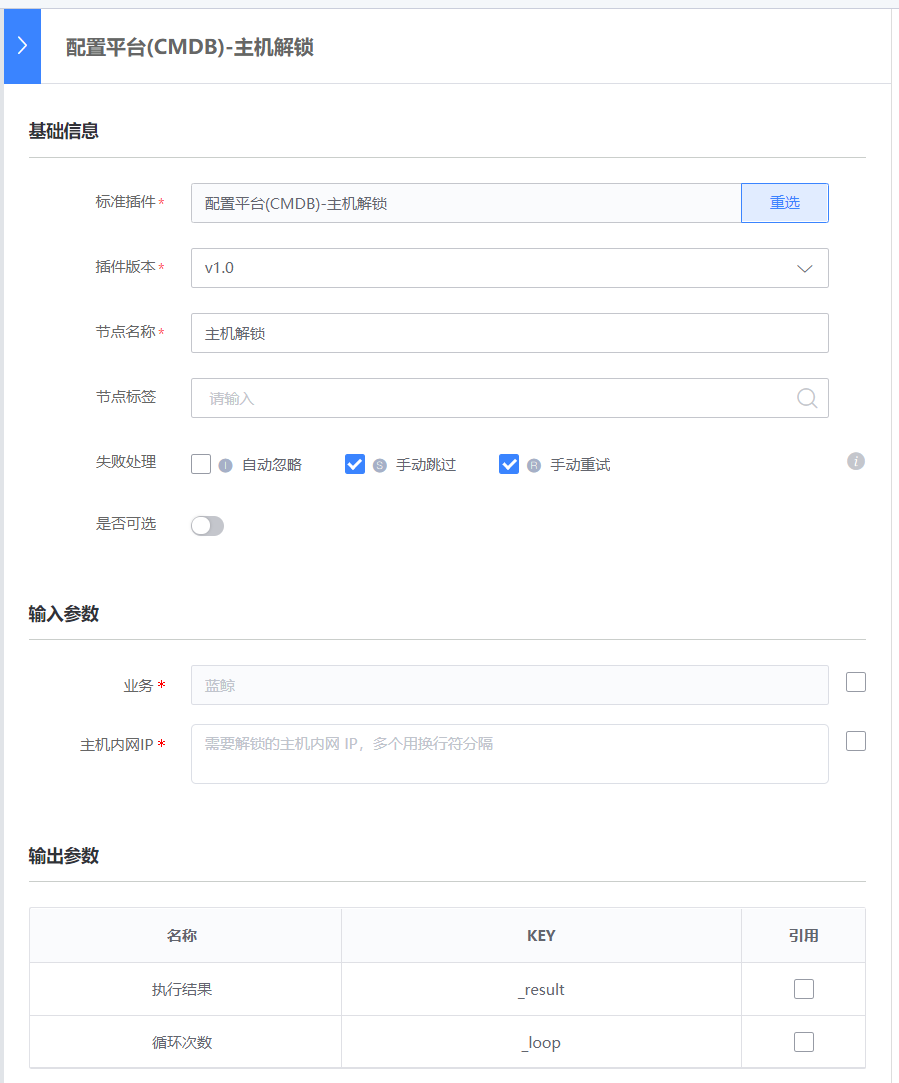 配置平台(CMDB)-主机解锁
基础信息
标准插件* 配置平台(CMDB)-主机解锁 重选
插件版本* v1.0
节点名称* 主机解锁
节点标签 请输入
失败处理 I 自动忽略 S 手动跳过 R 手动重试 i
是否可选
输入参数
业务* 蓝鲸
主机内网IP* 需要解锁的主机内网 IP，多个用换行符分隔
输出参数
名称 KEY 引用
执行结果 _result
循环次数 _loop